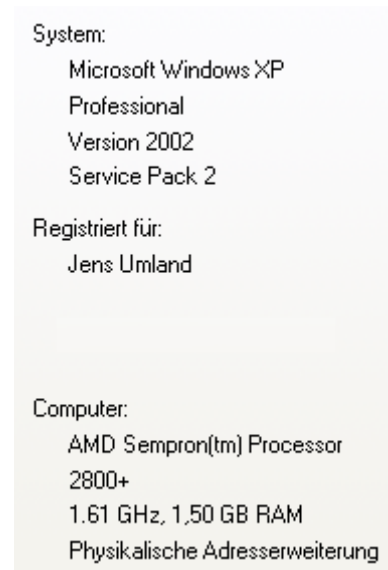 System:
Microsoft Windows XP
Professional
Version 2002
Service Pack 2
Registriert für:
Jens Umland
Computer:
AMD Sempron(tm) Processor
2800+
1.61 GHz, 1,50 GB RAM
Physikalische Adresserweiterung